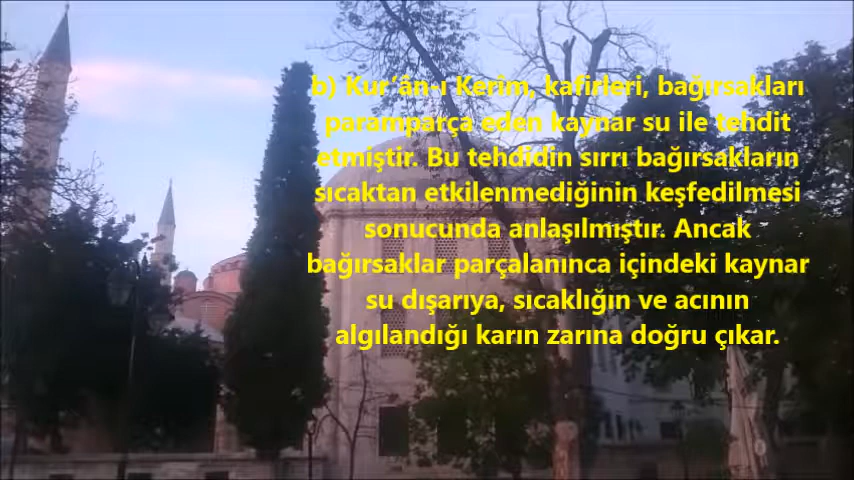 b) Kur'ân-ı Kerim, kafirleri, bağırsakları
paramparça eden kaynar su ile tehdit
etmiştir. Bu tehdidin sırrı bağırsakların
sıcaktan etkilenmediğinin keşfedilmesi
sonucunda anlaşılmıştır. Ancak
bağırsaklar parçalanınca içindeki kaynar
su dışarıya, sıcaklığın ve acının
algılandığı karın zarına doğru çıkar.